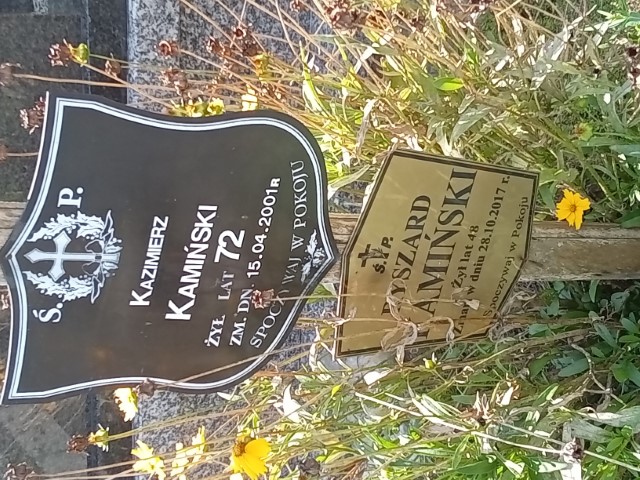 Ś. P.
KAZIMIERZ
KAMIŃSKI
ŻYŁ LAT 72
ZM. DN. 15.04.2001R
SPOCZYWAJ W POKOJU
Ś. P.
RYSZARD
KAMIŃSKI
Żył lat 48
w dniu 28.10.2017 r.
Spoczywaj w Pokoju